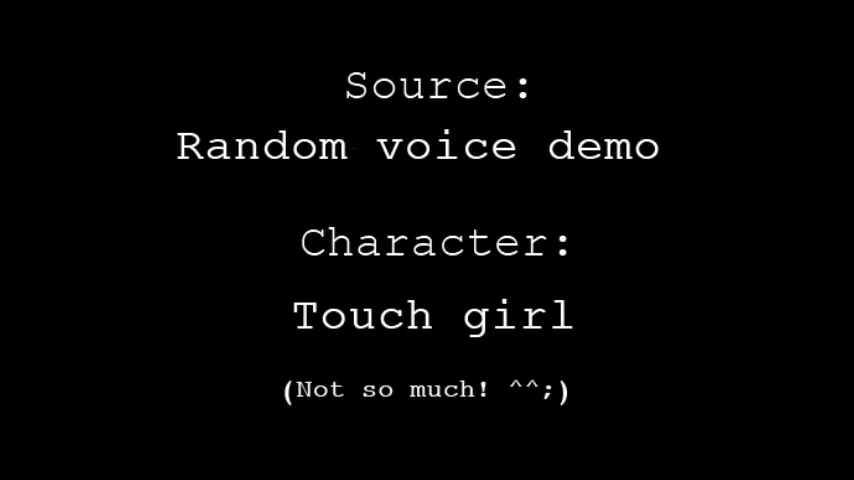 Source:
Random voice demo
Character:
Touch girl
(Not so much! ^^;)